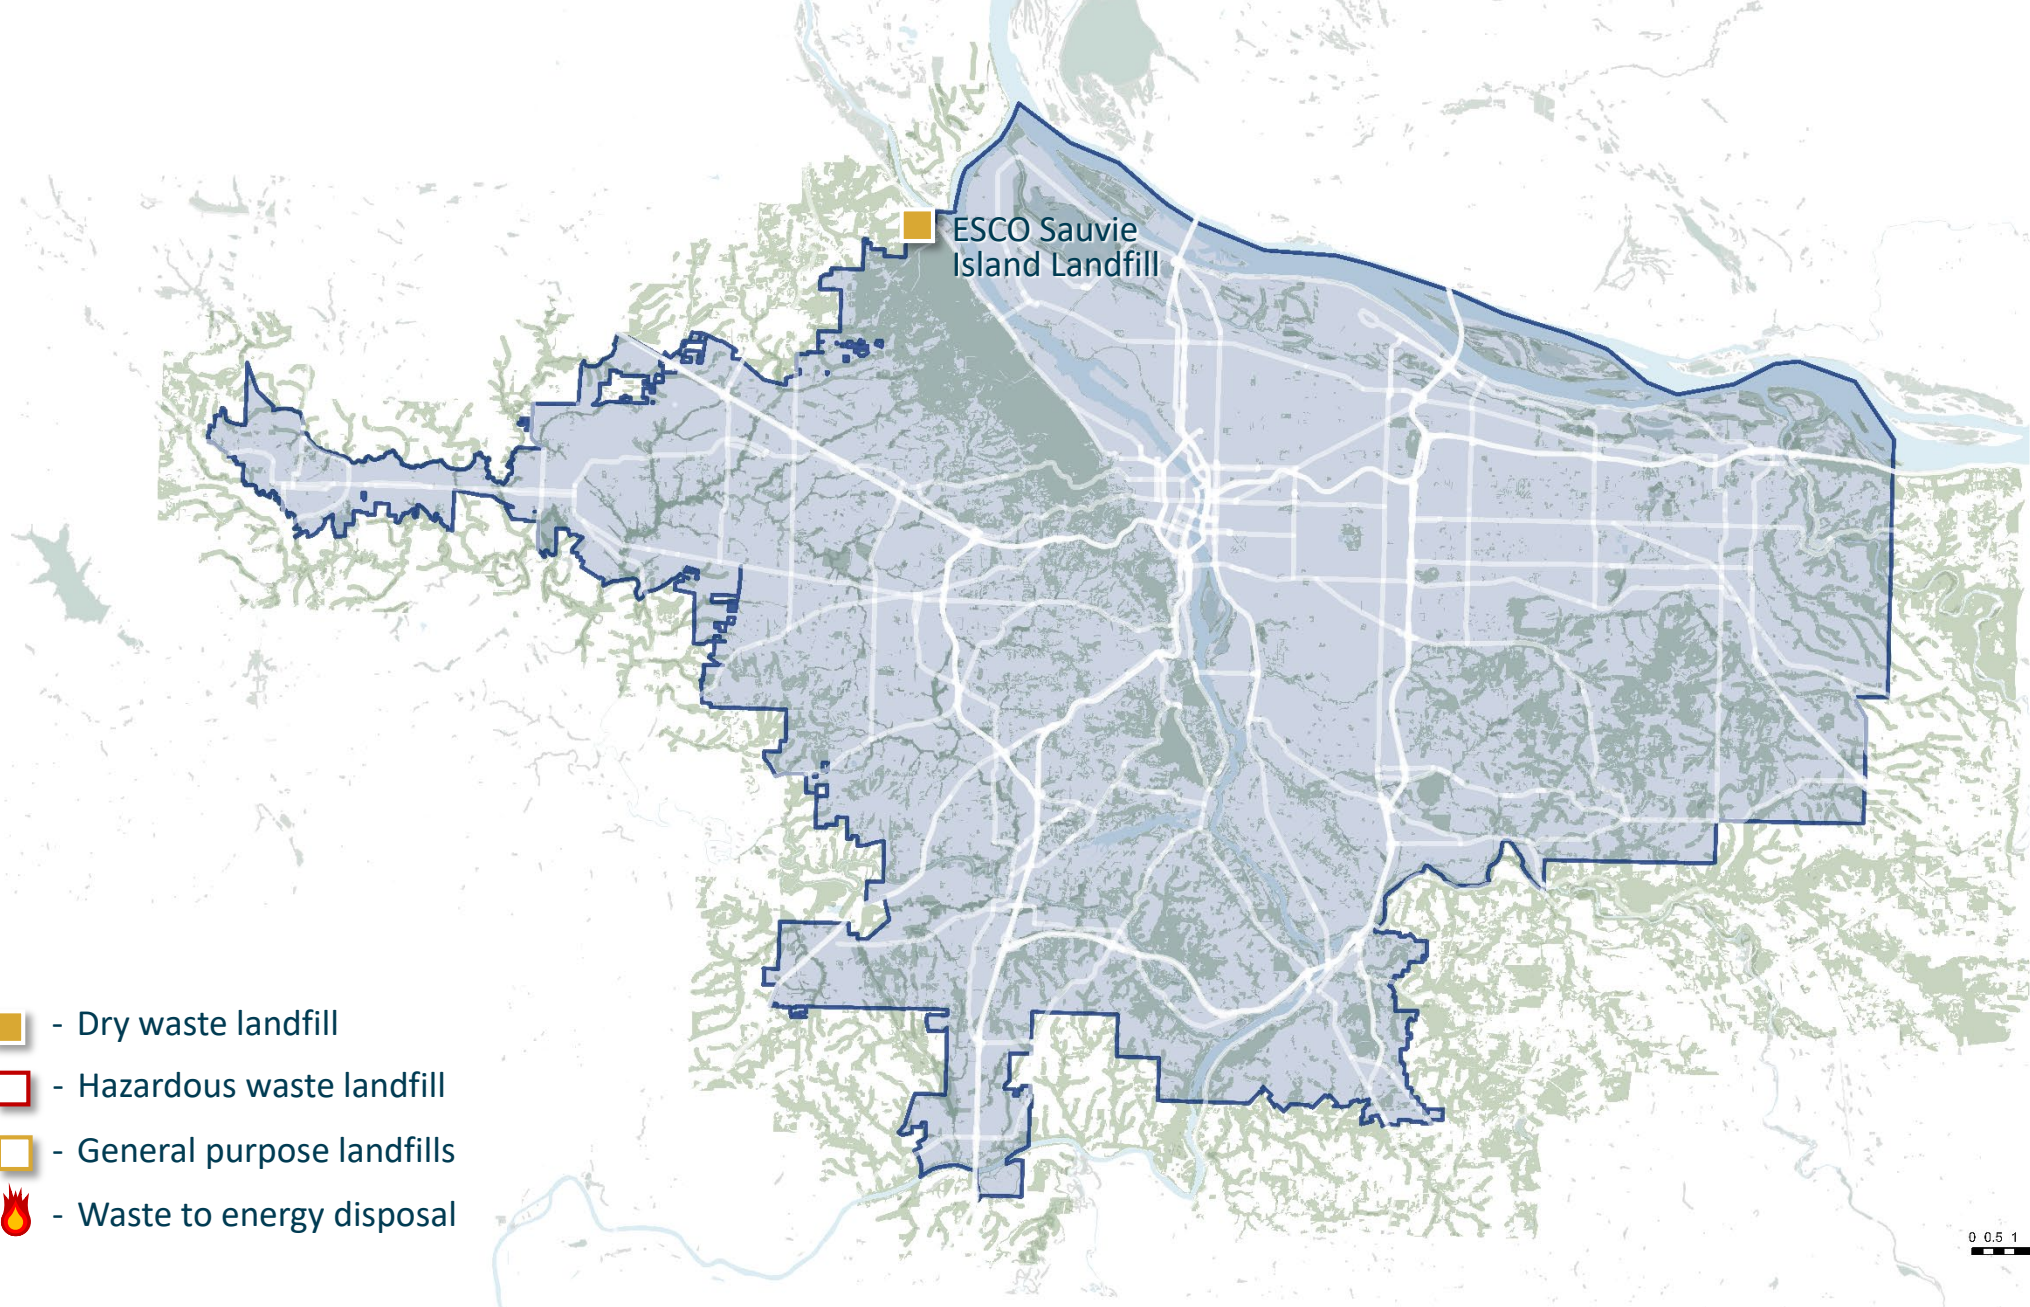 ESCO Sauvie
Island Landfill
- Dry waste landfill
- Hazardous waste landfill
- General purpose landfills
- Waste to energy disposal
0 0.5 1